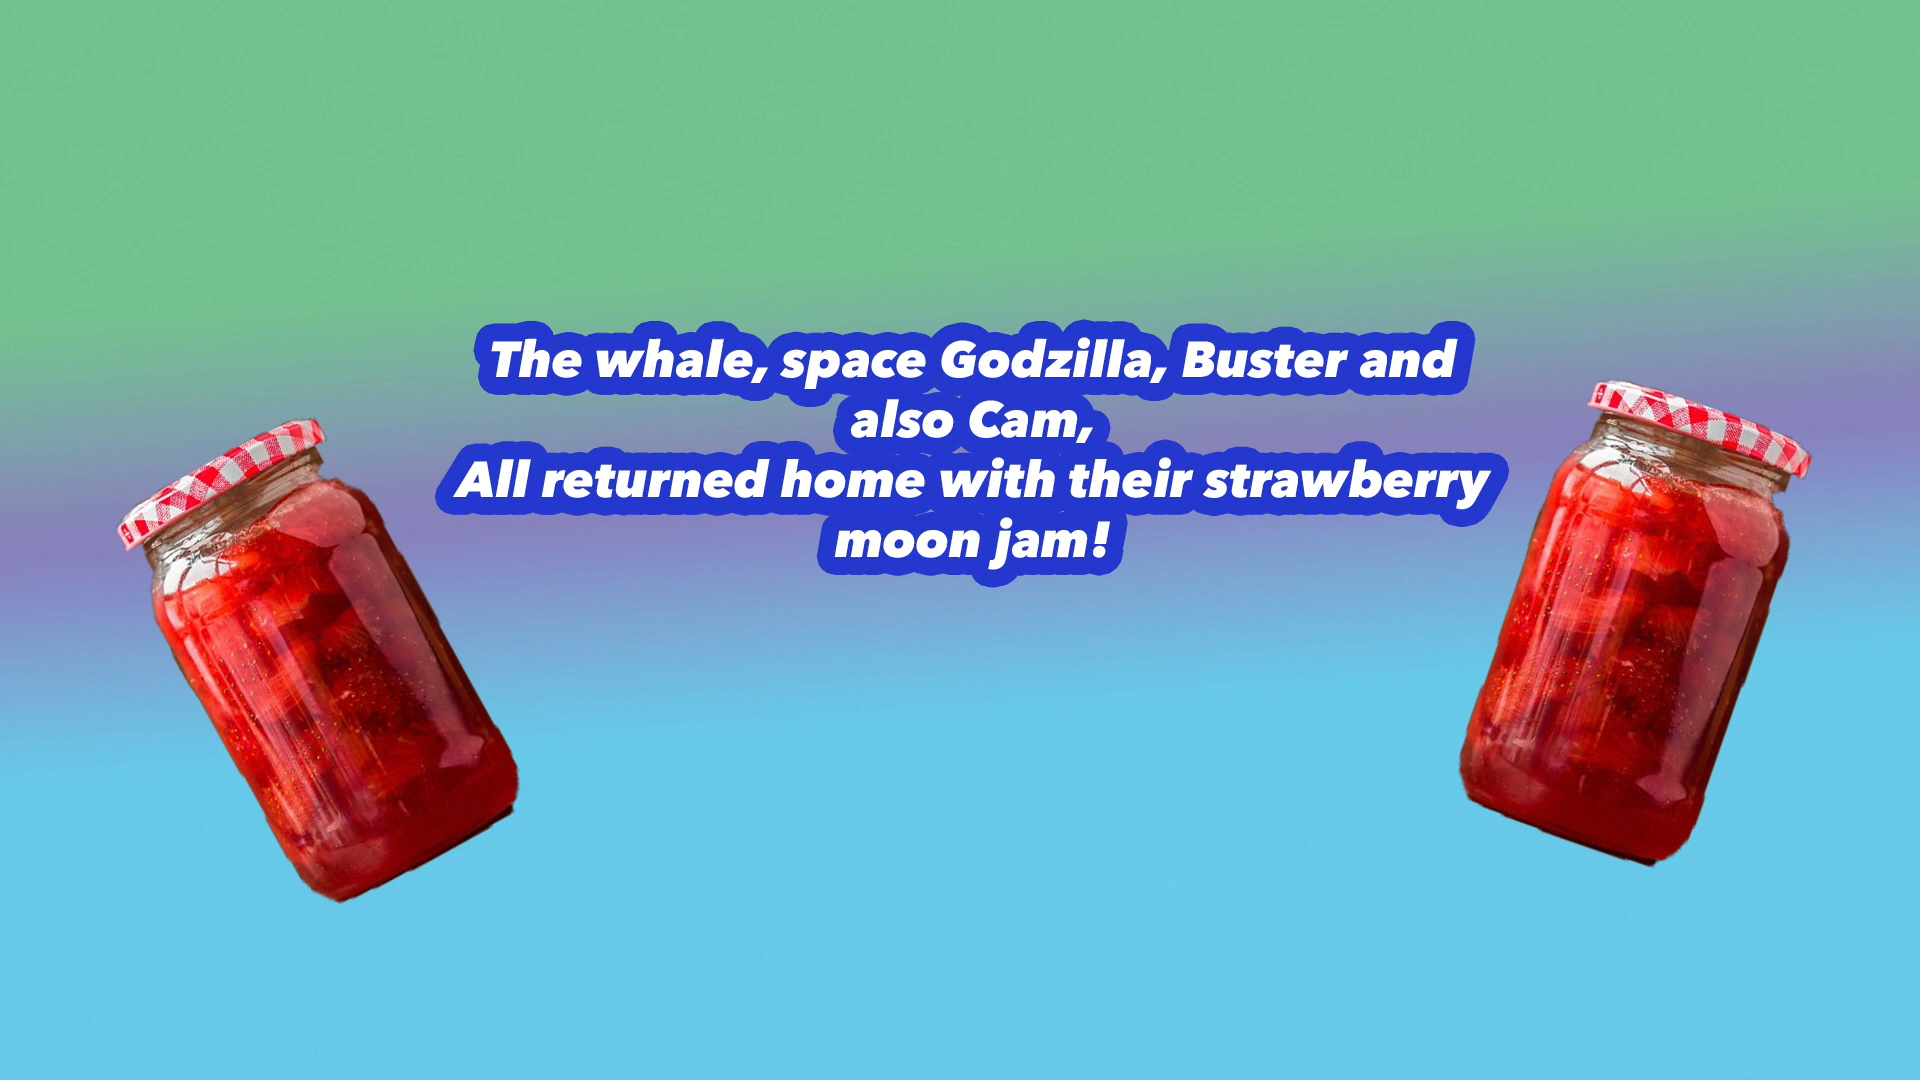 The whale, space Godzilla, Buster and
also Cam,
All returned home with their strawberry
moon jam!